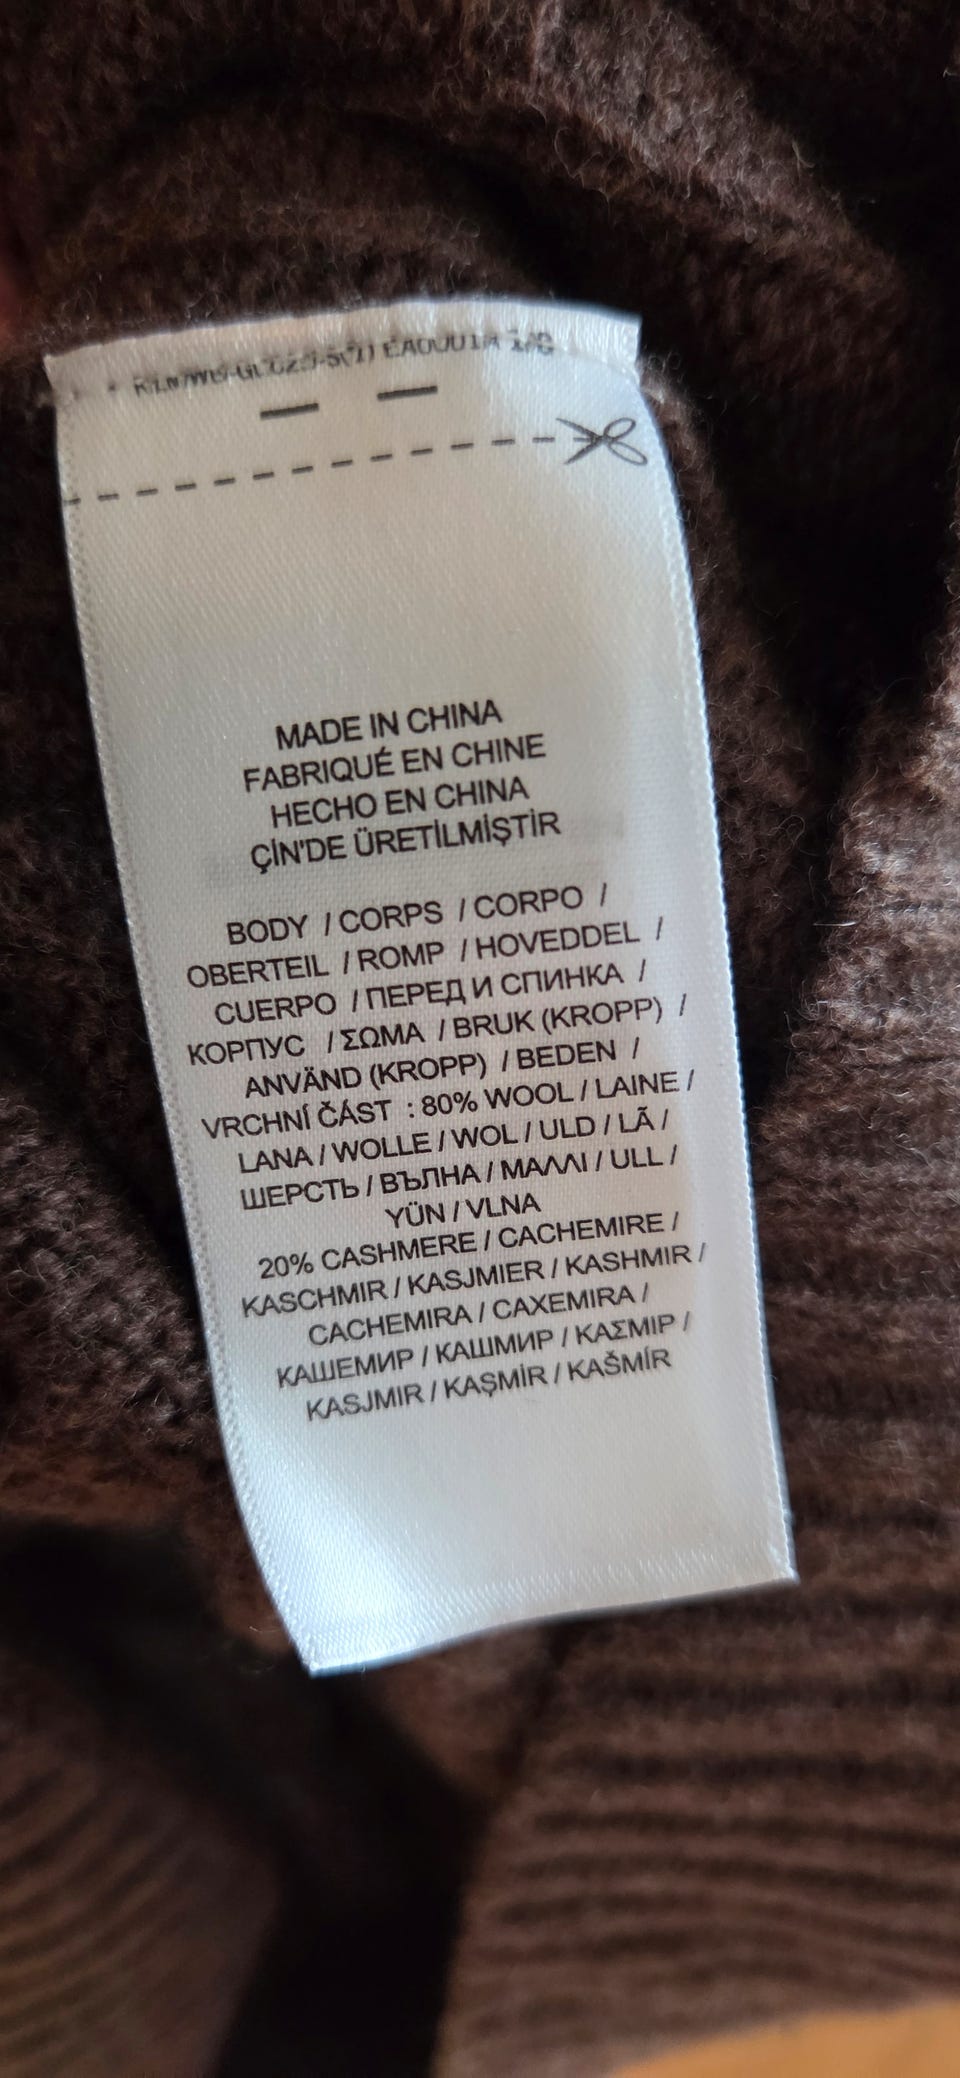 MADE IN CHINA
FABRIQUÉ EN CHINE
HECHO EN CHINA
ÇİN'DE ÜRETİLMİŞTİR
BODY / CORPS / CORPO /
OBERTEIL / ROMP / HOVEDDEL /
CUERPO / ПЕРЕД И СПИНКА /
КОРПУС / ΣΩΜΑ / BRUK (KROPP) /
ANVÄND (KROPP) / BEDEN /
VRCHNÍ ČÁST : 80% WOOL / LAINE /
LANA / WOLLE / WOL / ULD / LÃ /
ШЕРСТЬ / ВЪЛНА / ΜΑΛΛΙ / ULL /
YÜN / VLNA
20% CASHMERE / CACHEMIRE /
KASCHMIR / KASJMIER / KASHMIR /
CACHEMIRA / CAXEMIRA /
КАШЕМИР / КАШМИР / ΚΑΣΜΙΡ /
KASJMIR / KAŞMİR / KAŠMÍR